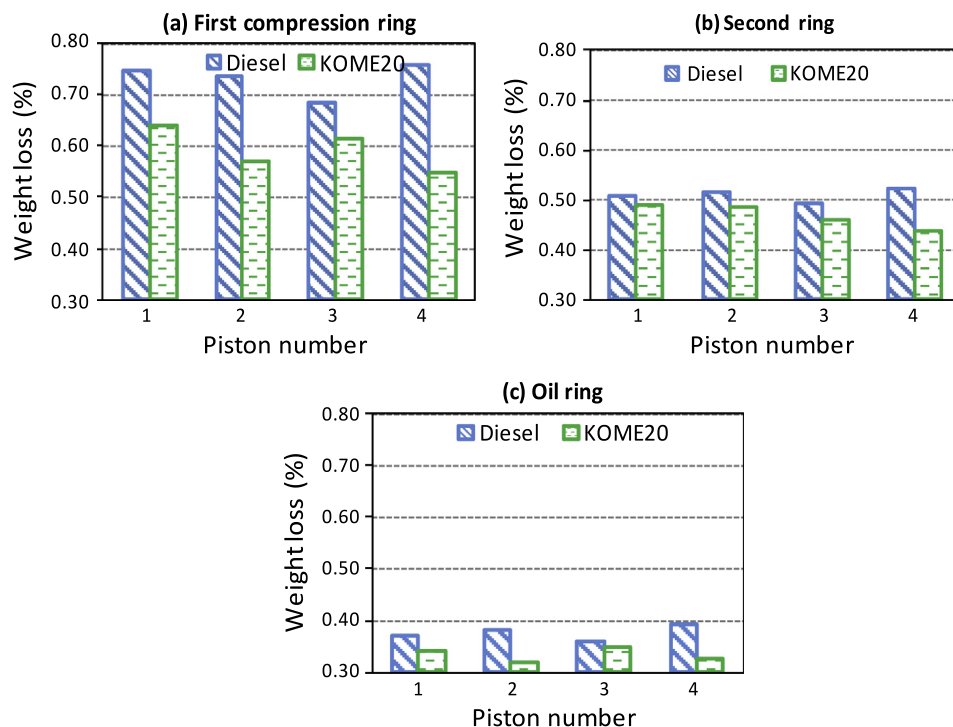 (a) First compression ring
Diesel KOME20
Weight loss (%)
0.80
0.70
0.60
0.50
0.40
0.30
1 2 3 4
Piston number
(b) Second ring
Diesel KOME20
Weight loss (%)
0.80
0.70
0.60
0.50
0.40
0.30
1 2 3 4
Piston number
(c) Oil ring
Diesel KOME20
Weight loss (%)
0.80
0.70
0.60
0.50
0.40
0.30
1 2 3 4
Piston number